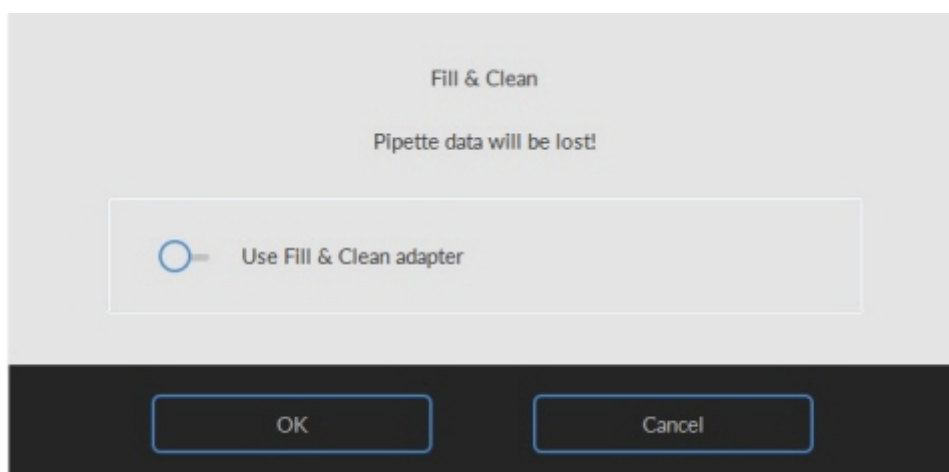 Fill & Clean
Pipette data will be lost!
Use Fill & Clean adapter
OK
Cancel